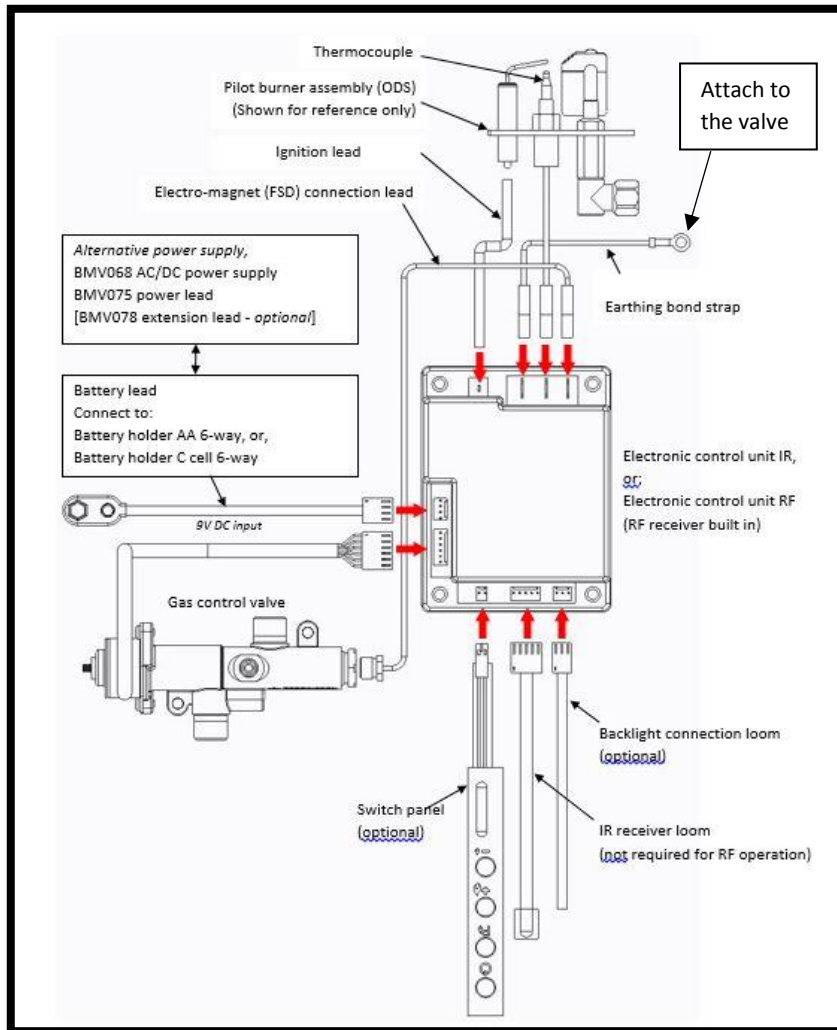 Thermocouple
Pilot burner assembly (ODS)
(Shown for reference only)
Attach to
the valve
Ignition lead
Electro-magnet (FSD) connection lead
Alternative power supply,
BMV068 AC/DC power supply
BMV075 power lead
[BMV078 extension lead - optional]
Earthing bond strap
Battery lead
Connect to:
Battery holder AA 6-way, or,
Battery holder C cell 6-way
Electronic control unit IR,
or;
Electronic control unit RF
(RF receiver built in)
9V DC input
Gas control valve
Backlight connection loom
(optional)
Switch panel
(optional)
IR receiver loom
(not required for RF operation)